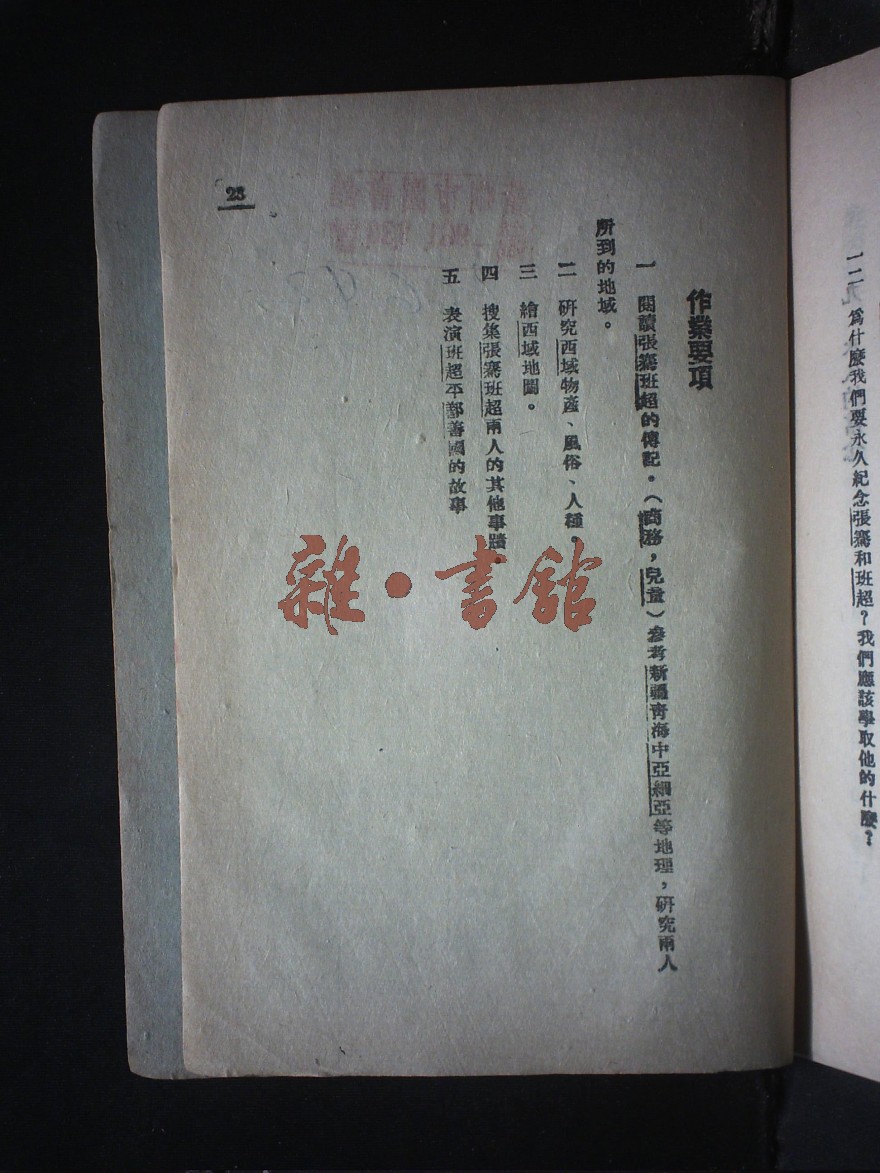 一二 爲什麼我們要永久紀念張騫和班超？我們應該學取他的什麼？
作業要項
一 閱讀張騫班超的傳記。（商務，兒童）參考新疆青海中亞細亞等地理，研究兩人
所到的地域。
二 研究西域物產、風俗、人種。
三 繪西域地圖。
四 搜集張騫班超兩人的其他事蹟。
五 表演班超平鄯善國的故事
23
雜·書館